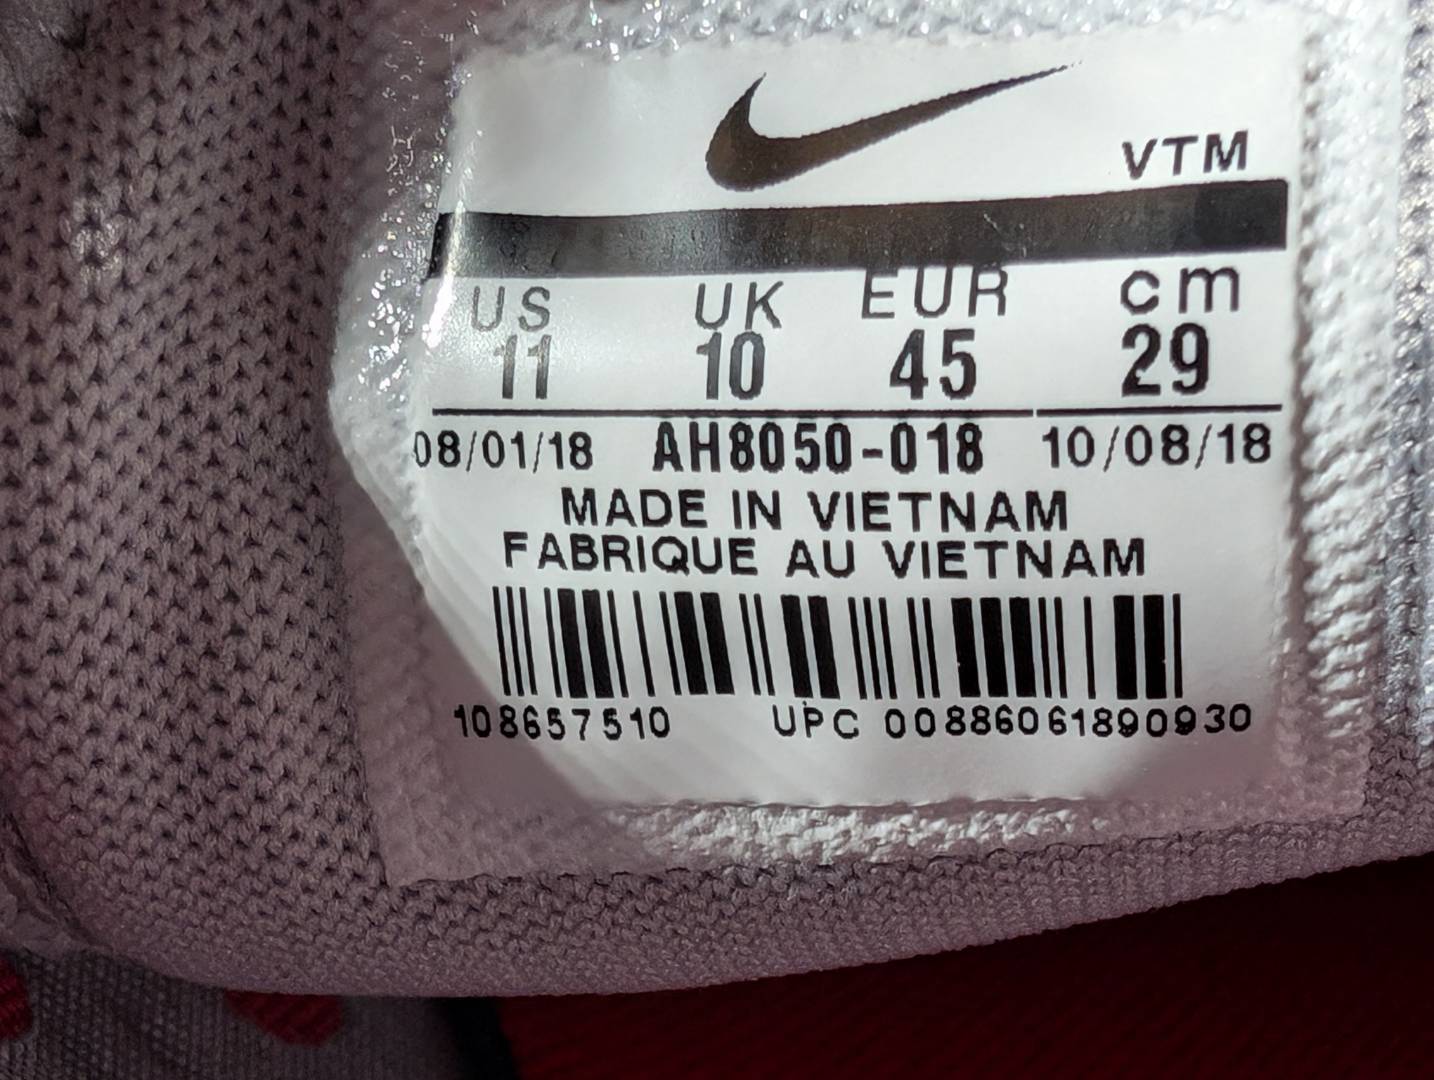 VTM
US UK EUR cm
11 10 45 29
08/01/18 AH8050-018 10/08/18
MADE IN VIETNAM
FABRIQUE AU VIETNAM
108657510 UPC 00886061890930